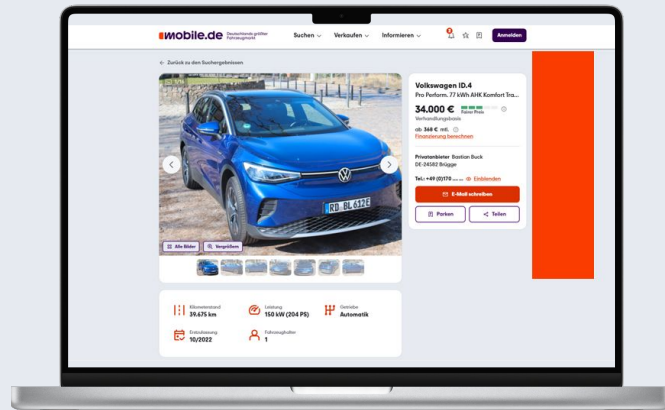 mobile.de Deutschlands größter
Fahrzeugmarkt
Suchen Verkaufen Informieren Anmelden
← Zurück zu den Suchergebnissen
Volkswagen ID.4
Pro Perform. 77 kWh AHK Komfort Tra...
34.000 € Fairer Preis
Verhandlungsbasis
ab 368 € mtl.
Finanzierung berechnen
Privatanbieter Bastian Buck
DE-24582 Brügge
Tel.: +49 (0)170 ... ... Einblenden
E-Mail schreiben
Parken Teilen
RD BL 612E
Alle Bilder Vergrößern
Kilometerstand
39.675 km
Leistung
150 kW (204 PS)
Getriebe
Automatik
Erstzulassung
10/2022
Fahrzeughalter
1